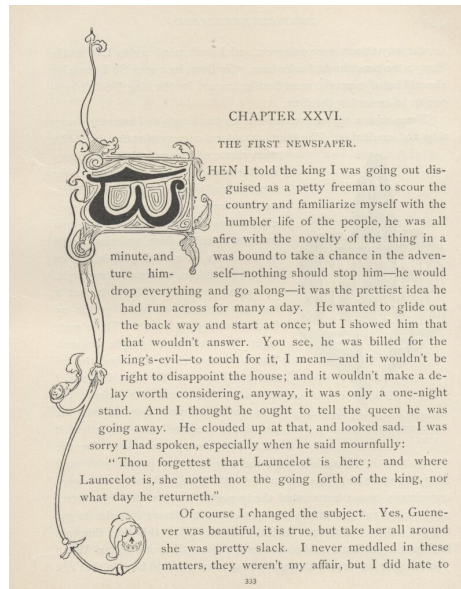 CHAPTER XXVI.
THE FIRST NEWSPAPER.
WHEN I told the king I was going out dis-
guised as a petty freeman to scour the
country and familiarize myself with the
humbler life of the people, he was all
afire with the novelty of the thing in a
minute, and was bound to take a chance in the adven-
ture him- self—nothing should stop him—he would
drop everything and go along—it was the prettiest idea he
had run across for many a day. He wanted to glide out
the back way and start at once; but I showed him that
that wouldn't answer. You see, he was billed for the
king's-evil—to touch for it, I mean—and it wouldn't be
right to disappoint the house; and it wouldn't make a de-
lay worth considering, anyway, it was only a one-night
stand. And I thought he ought to tell the queen he was
going away. He clouded up at that, and looked sad. I was
sorry I had spoken, especially when he said mournfully:
"Thou forgettest that Launcelot is here; and where
Launcelot is, she noteth not the going forth of the king, nor
what day he returneth."
Of course I changed the subject. Yes, Guene-
ver was beautiful, it is true, but take her all around
she was pretty slack. I never meddled in these
matters, they weren't my affair, but I did hate to
333